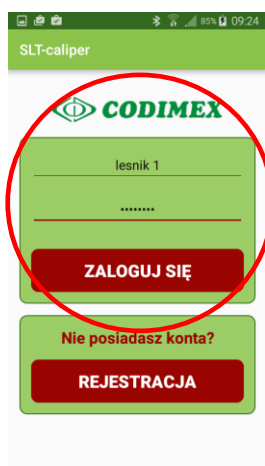 85% 09:24
SLT-caliper
CODIMEX
lesnik 1
........
ZALOGUJ SIĘ
Nie posiadasz konta?
REJESTRACJA